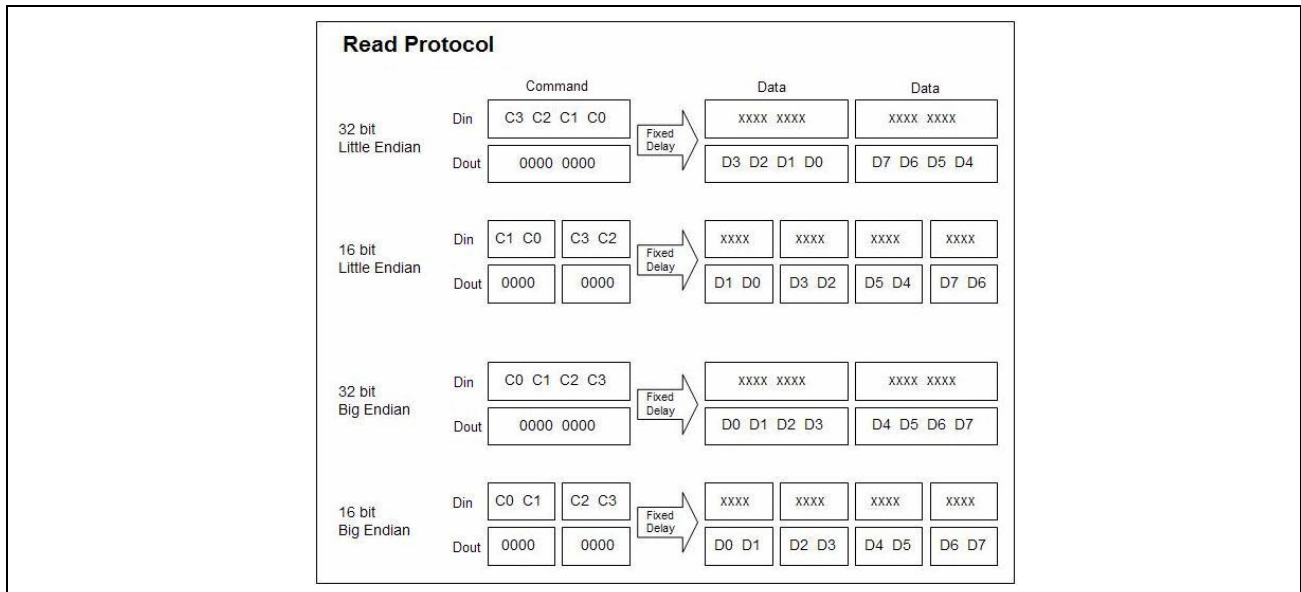 Read Protocol
Command Data Data
32 bit
Little Endian
Din C3 C2 C1 C0 Fixed Delay xxxx xxxx xxxx xxxx
Dout 0000 0000 D3 D2 D1 D0 D7 D6 D5 D4
16 bit
Little Endian
Din C1 C0 C3 C2 Fixed Delay xxxx xxxx xxxx xxxx
Dout 0000 0000 D1 D0 D3 D2 D5 D4 D7 D6
32 bit
Big Endian
Din C0 C1 C2 C3 Fixed Delay xxxx xxxx xxxx xxxx
Dout 0000 0000 D0 D1 D2 D3 D4 D5 D6 D7
16 bit
Big Endian
Din C0 C1 C2 C3 Fixed Delay xxxx xxxx xxxx xxxx
Dout 0000 0000 D0 D1 D2 D3 D4 D5 D6 D7